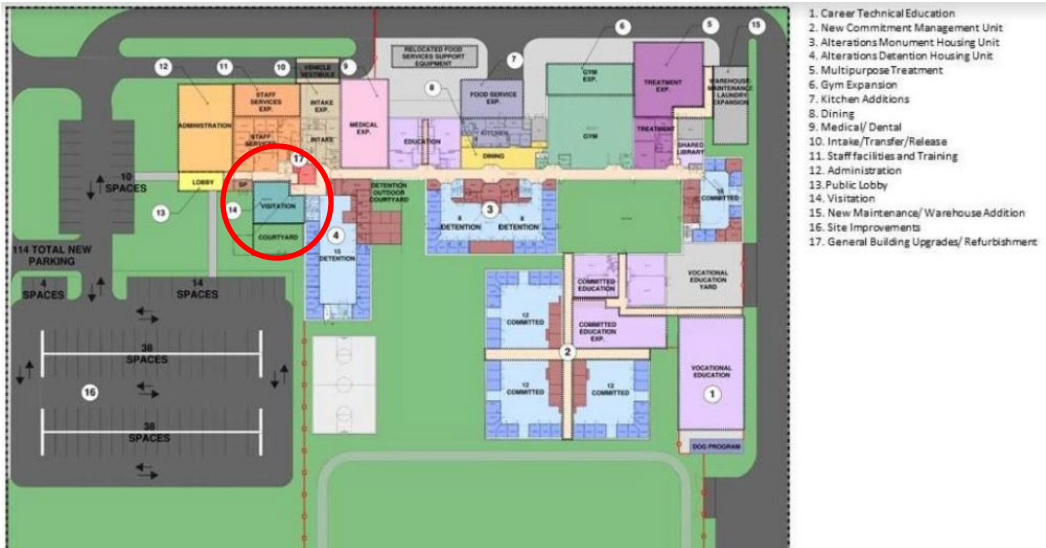 6
5
15
RELOCATED FOOD
SERVICES SUPPORT
EQUIPMENT
12
11
10
9
7
8
VEHICLE
VESTIBULE
GYM
EXP.
TREATMENT
EXP.
WAREHOUSE
MAINTENANCE
LAUNDRY
EXPANSION
STAFF
SERVICES
EXP.
INTAKE
EXP.
MEDICAL
EXP.
FOOD SERVICE
EXP.
ADMINISTRATION
STAFF
SERVICES
INTAKE
EDUCATION
KITCHEN
DINING
GYM
TREATMENT
SHARED
LIBRARY
17
10
SPACES
LOBBY
SP
13
14
VISITATION
COURTYARD
DETENTION
OUTDOOR
COURTYARD
4
15
DETENTION
3
8
DETENTION
8
DETENTION
COMMITTED
114 TOTAL NEW
PARKING
4
SPACES
14
SPACES
38
SPACES
16
38
SPACES
COMMITTED
EDUCATION
VOCATIONAL
EDUCATION
YARD
12
COMMITTED
COMMITTED
EDUCATION
EXP.
2
12
COMMITTED
12
COMMITTED
VOCATIONAL
EDUCATION
1
DOG PROGRAM
1. Career Technical Education
2. New Commitment Management Unit
3. Alterations Monument Housing Unit
4. Alterations Detention Housing Unit
5. Multipurpose Treatment
6. Gym Expansion
7. Kitchen Additions
8. Dining
9. Medical/ Dental
10. Intake/Transfer/Release
11. Staff facilities and Training
12. Administration
13. Public Lobby
14. Visitation
15. New Maintenance/ Warehouse Addition
16. Site Improvements
17. General Building Upgrades/ Refurbishment